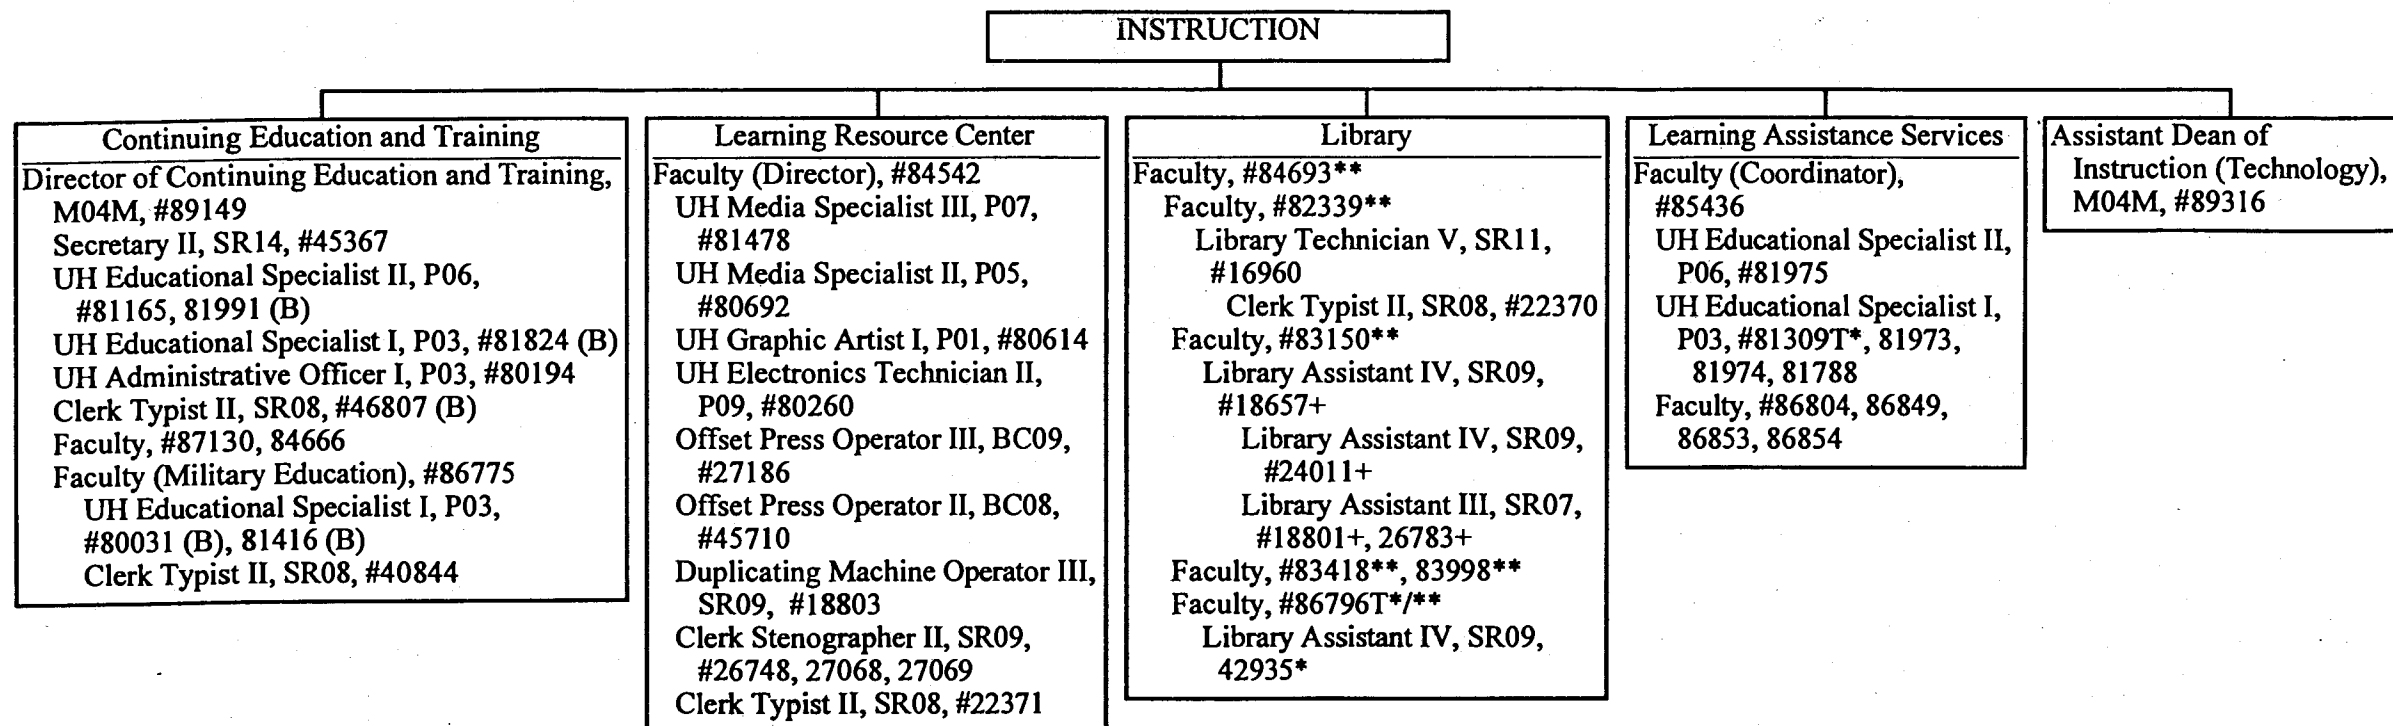 INSTRUCTION
Continuing Education and Training
Director of Continuing Education and Training,
M04M, #89149
Secretary II, SR14, #45367
UH Educational Specialist II, P06,
#81165, 81991 (B)
UH Educational Specialist I, P03, #81824 (B)
UH Administrative Officer I, P03, #80194
Clerk Typist II, SR08, #46807 (B)
Faculty, #87130, 84666
Faculty (Military Education), #86775
UH Educational Specialist I, P03,
#80031 (B), 81416 (B)
Clerk Typist II, SR08, #40844
Learning Resource Center
Faculty (Director), #84542
UH Media Specialist III, P07,
#81478
UH Media Specialist II, P05,
#80692
UH Graphic Artist I, P01, #80614
UH Electronics Technician II,
P09, #80260
Offset Press Operator III, BC09,
#27186
Offset Press Operator II, BC08,
#45710
Duplicating Machine Operator III,
SR09, #18803
Clerk Stenographer II, SR09,
#26748, 27068, 27069
Clerk Typist II, SR08, #22371
Library
Faculty, #84693**
Faculty, #82339**
Library Technician V, SR11,
#16960
Clerk Typist II, SR08, #22370
Faculty, #83150**
Library Assistant IV, SR09,
#18657+
Library Assistant IV, SR09,
#24011+
Library Assistant III, SR07,
#18801+, 26783+
Faculty, #83418**, 83998**
Faculty, #86796T*/**
Library Assistant IV, SR09,
42935*
Learning Assistance Services
Faculty (Coordinator),
#85436
UH Educational Specialist II,
P06, #81975
UH Educational Specialist I,
P03, #81309T*, 81973,
81974, 81788
Faculty, #86804, 86849,
86853, 86854
Assistant Dean of
Instruction (Technology),
M04M, #89316